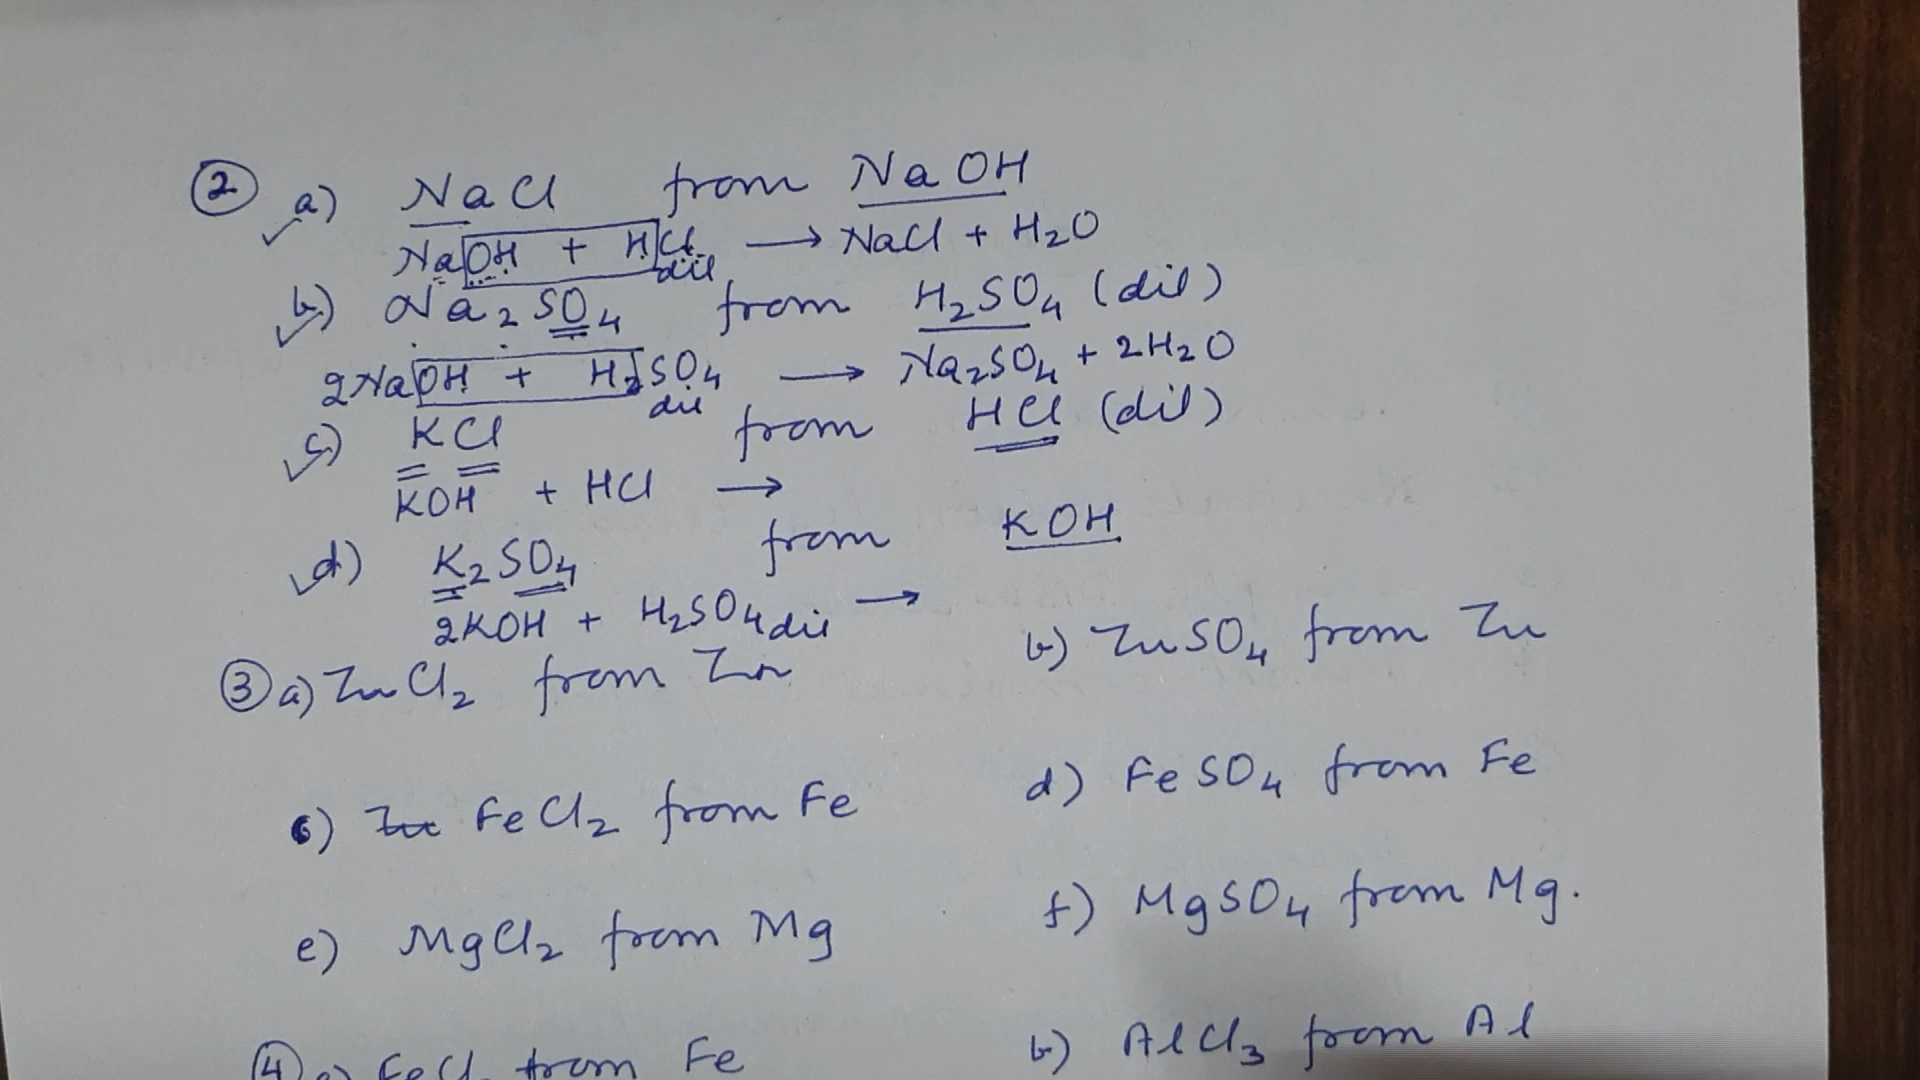 ② a) NaCl from NaOH
NaOH + HCl dil → NaCl + H₂O
b) Na₂SO₄ from H₂SO₄ (dil)
2NaOH + H₂SO₄ dil → Na₂SO₄ + 2H₂O
c) KCl from HCl (dil)
KOH + HCl →
d) K₂SO₄ from KOH
2KOH + H₂SO₄ dil →
③ a) ZnCl₂ from Zn
b) ZnSO₄ from Zn
c) FeCl₂ from Fe
d) FeSO₄ from Fe
e) MgCl₂ from Mg
f) MgSO₄ from Mg.
④ a) FeCl from Fe
b) AlCl₃ from Al